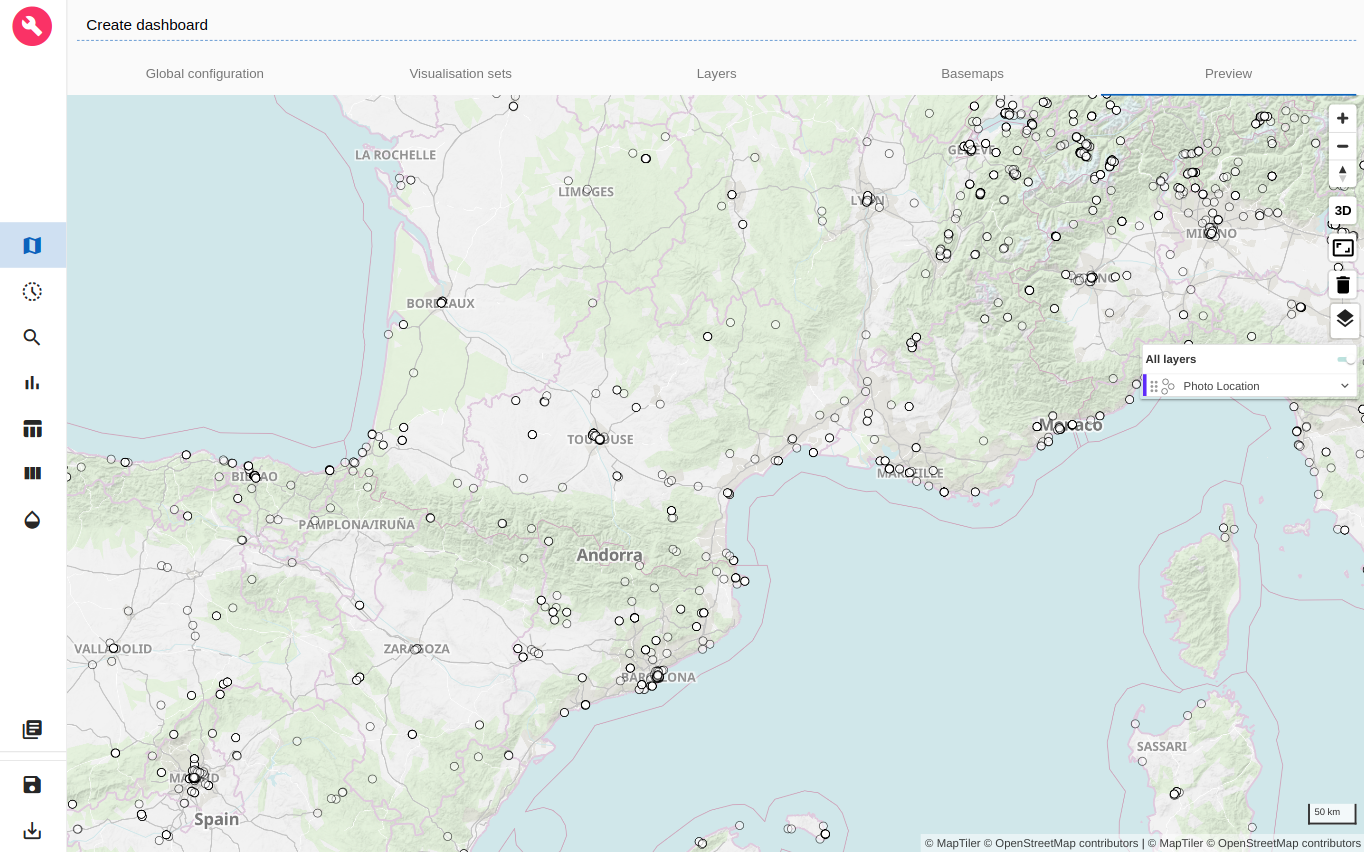 Create dashboard
Global configuration
Visualisation sets
Layers
Basemaps
Preview
LA ROCHELLE
LIMOGES
3D
BORDEAUX
All layers
Photo Location
Monaco
TOULOUSE
MARSEILLE
BILBAO
PAMPLONA/IRUÑA
Andorra
VALLADOLID
ZARAGOZA
BARCELONA
SASSARI
MADRID
Spain
50 km
© MapTiler © OpenStreetMap contributors | © MapTiler © OpenStreetMap contributors